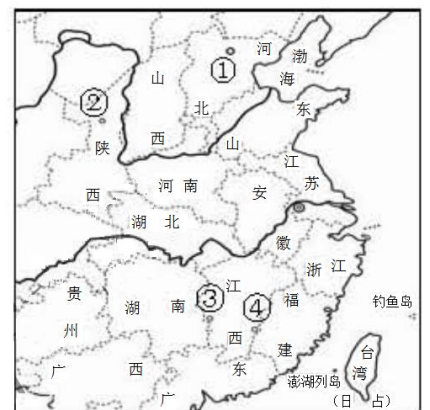 ① 河 渤
海
② 山 北 东
陕 西 山
江
西 河南 安 苏
湖北
徽
浙江
贵 江
③ ④ 福 钓鱼岛
湖南
州 西
台
广 西 东 建 湾
澎湖列岛
广 （日占）